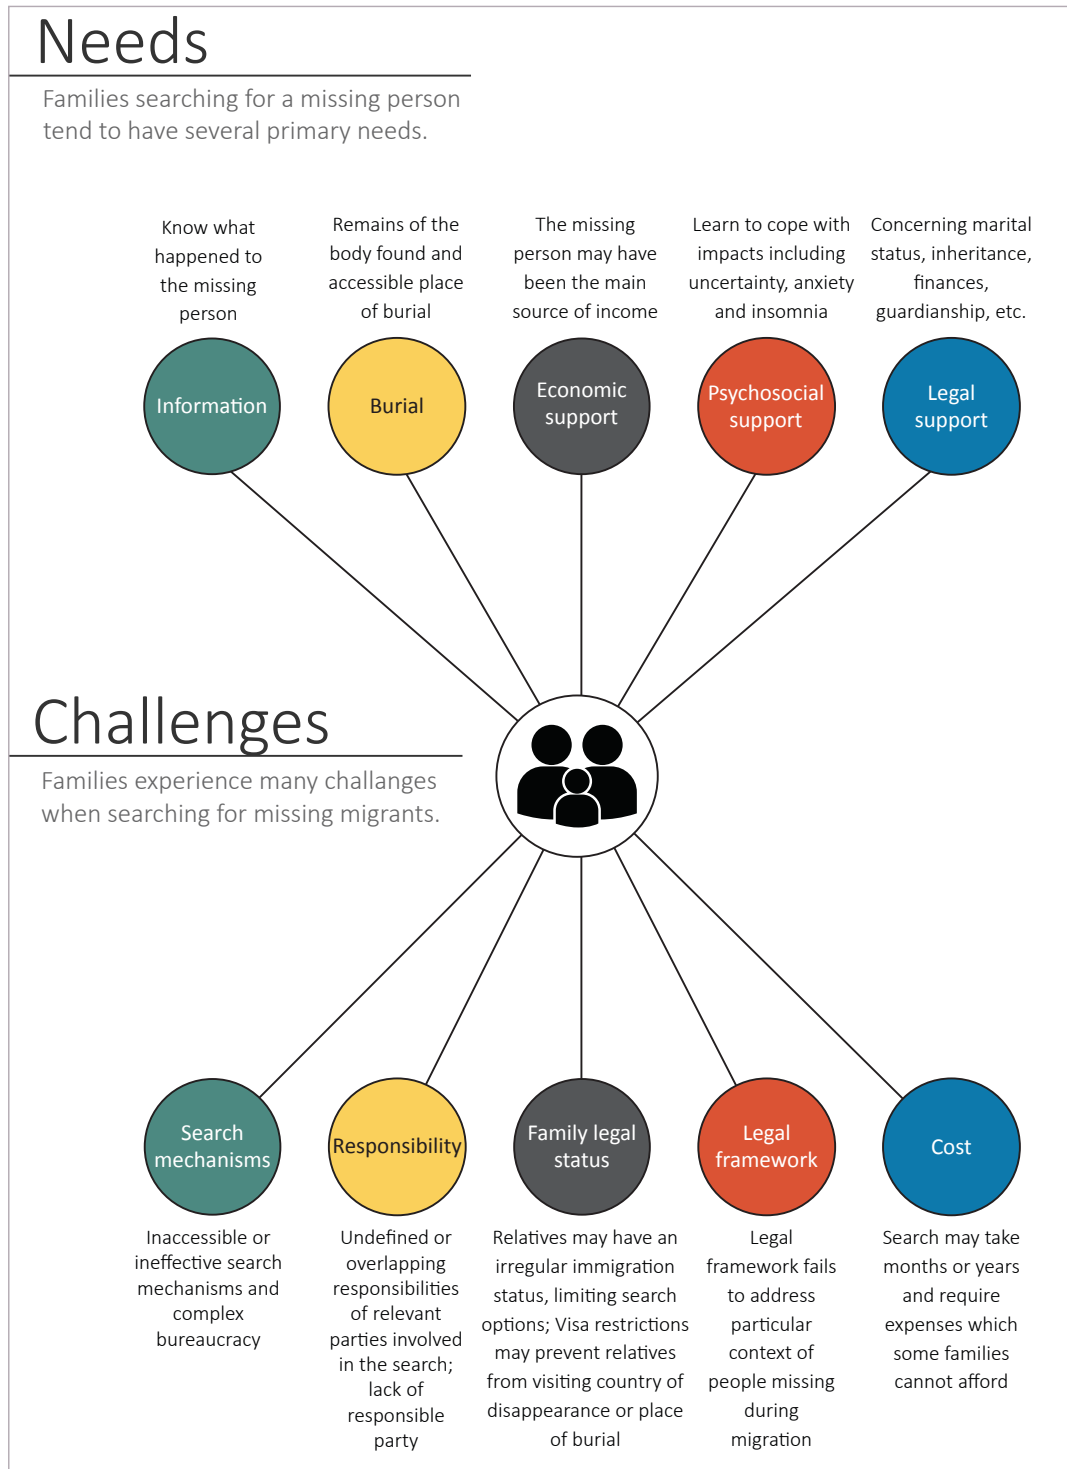 Needs
Families searching for a missing person
tend to have several primary needs.
Know what
happened to
the missing
person
Information
Remains of the
body found and
accessible place
of burial
Burial
The missing
person may have
been the main
source of income
Economic
support
Learn to cope with
impacts including
uncertainty, anxiety
and insomnia
Psychosocial
support
Concerning marital
status, inheritance,
finances,
guardianship, etc.
Legal
support
Challenges
Families experience many challanges
when searching for missing migrants.
Search
mechanisms
Inaccessible or
ineffective search
mechanisms and
complex
bureaucracy
Responsibility
Undefined or
overlapping
responsibilities
of relevant
parties involved
in the search;
lack of
responsible
party
Family legal
status
Relatives may have an
irregular immigration
status, limiting search
options; Visa restrictions
may prevent relatives
from visiting country of
disappearance or place
of burial
Legal
framework
Legal
framework fails
to address
particular
context of
people missing
during
migration
Cost
Search may take
months or years
and require
expenses which
some families
cannot afford